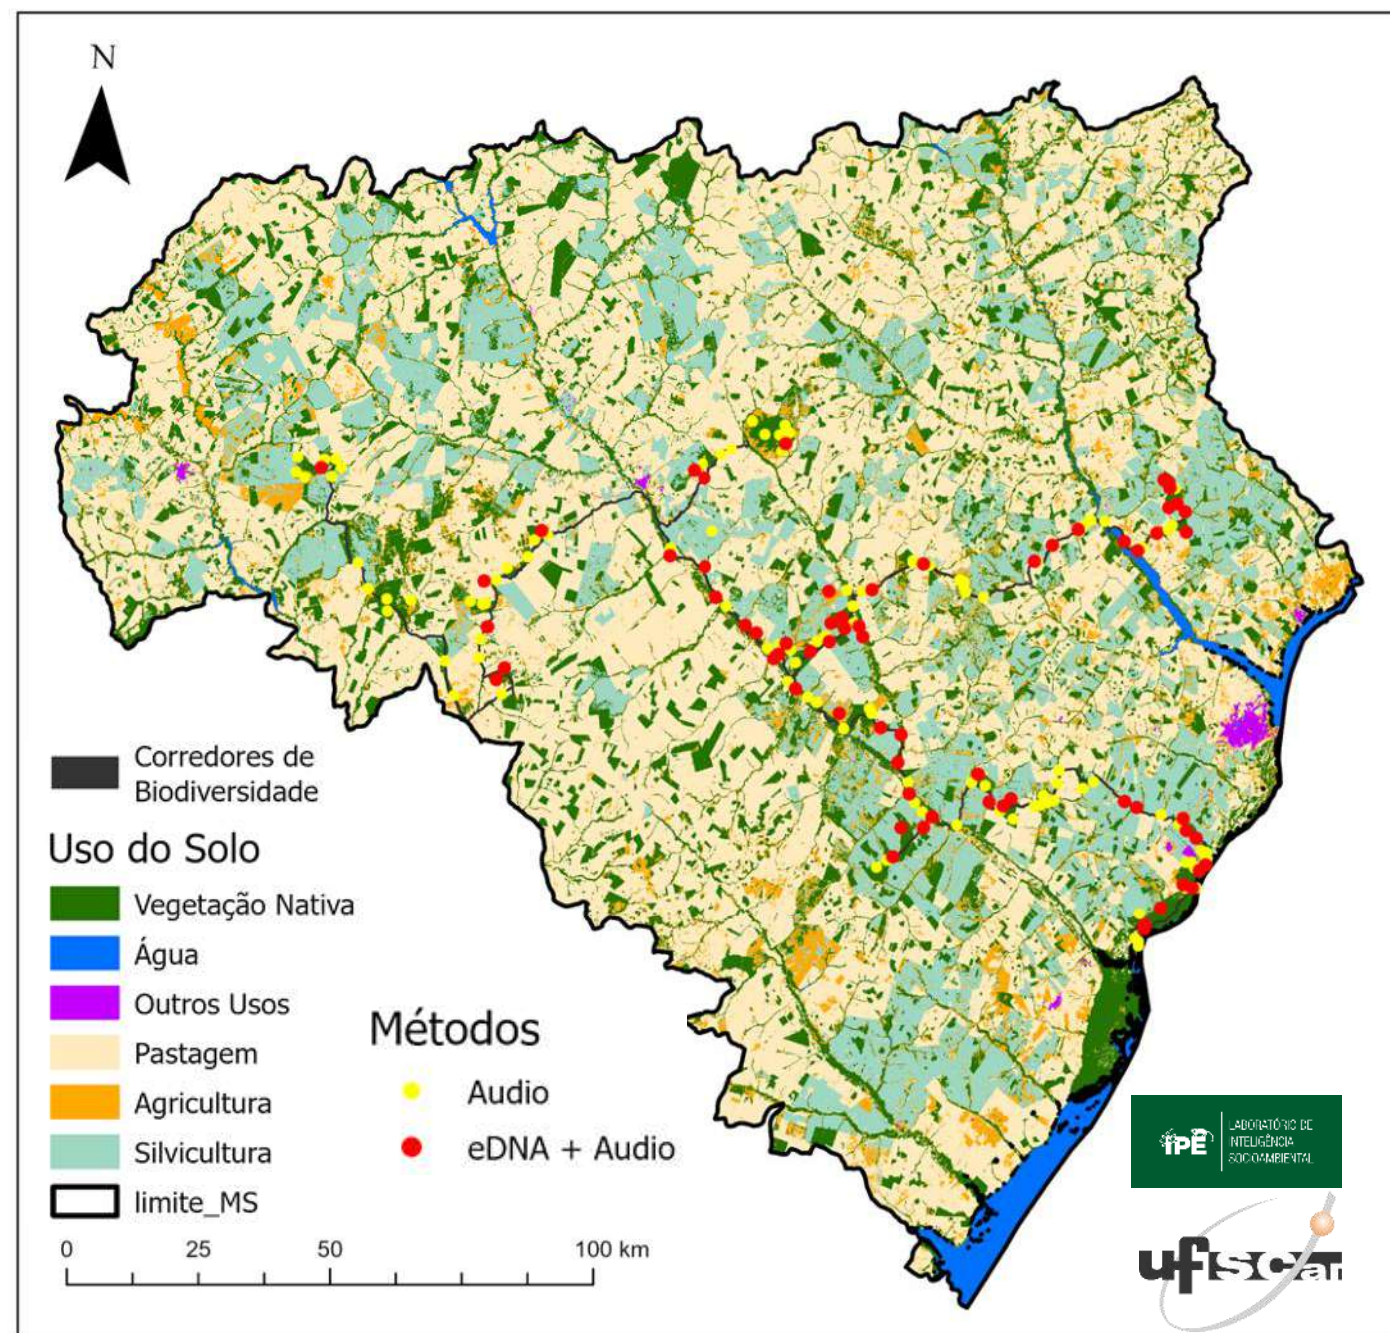 N
Corredores de
Biodiversidade
Uso do Solo
Vegetação Nativa
Água
Outros Usos
Pastagem
Agricultura
Silvicultura
limite_MS
Métodos
Audio
eDNA + Audio
0 25 50 100 km
IPÊ
LABORATÓRIO DE
INTELIGÊNCIA
SOCIOAMBIENTAL
ufscar